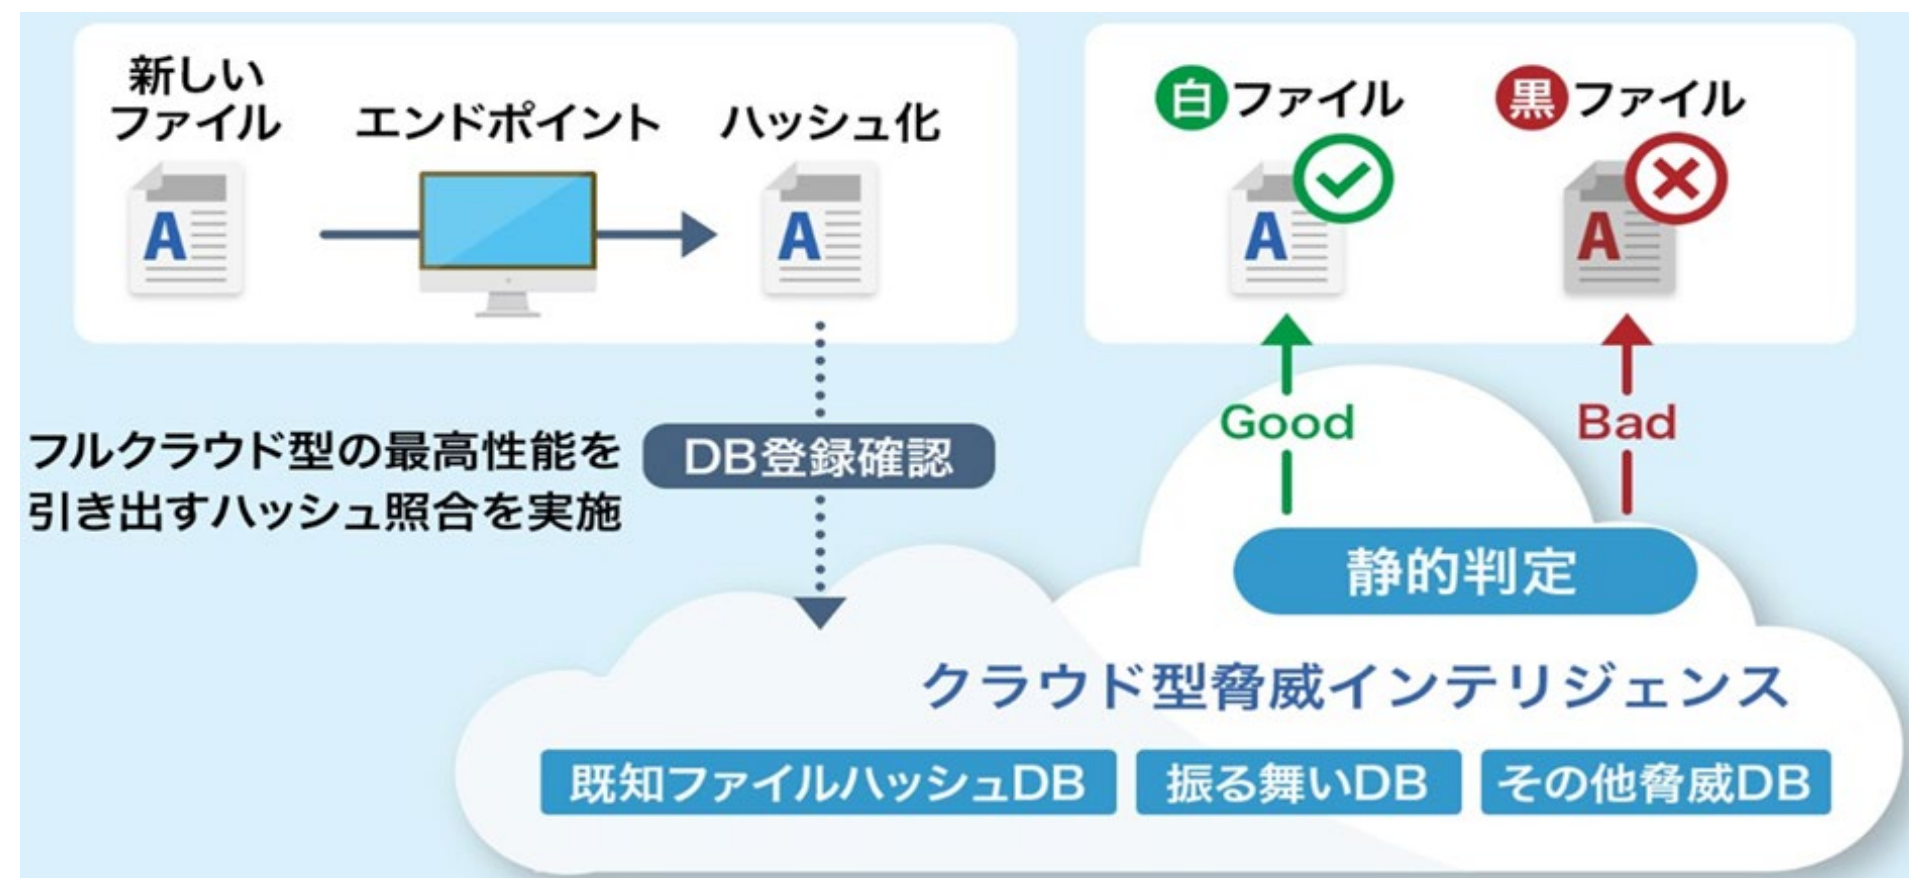 新しい
ファイル
エンドポイント
ハッシュ化
A
A
白ファイル
黒ファイル
A
A
Good
Bad
フルクラウド型の最高性能を
引き出すハッシュ照合を実施
DB登録確認
静的判定
クラウド型脅威インテリジェンス
既知ファイルハッシュDB
振る舞いDB
その他脅威DB